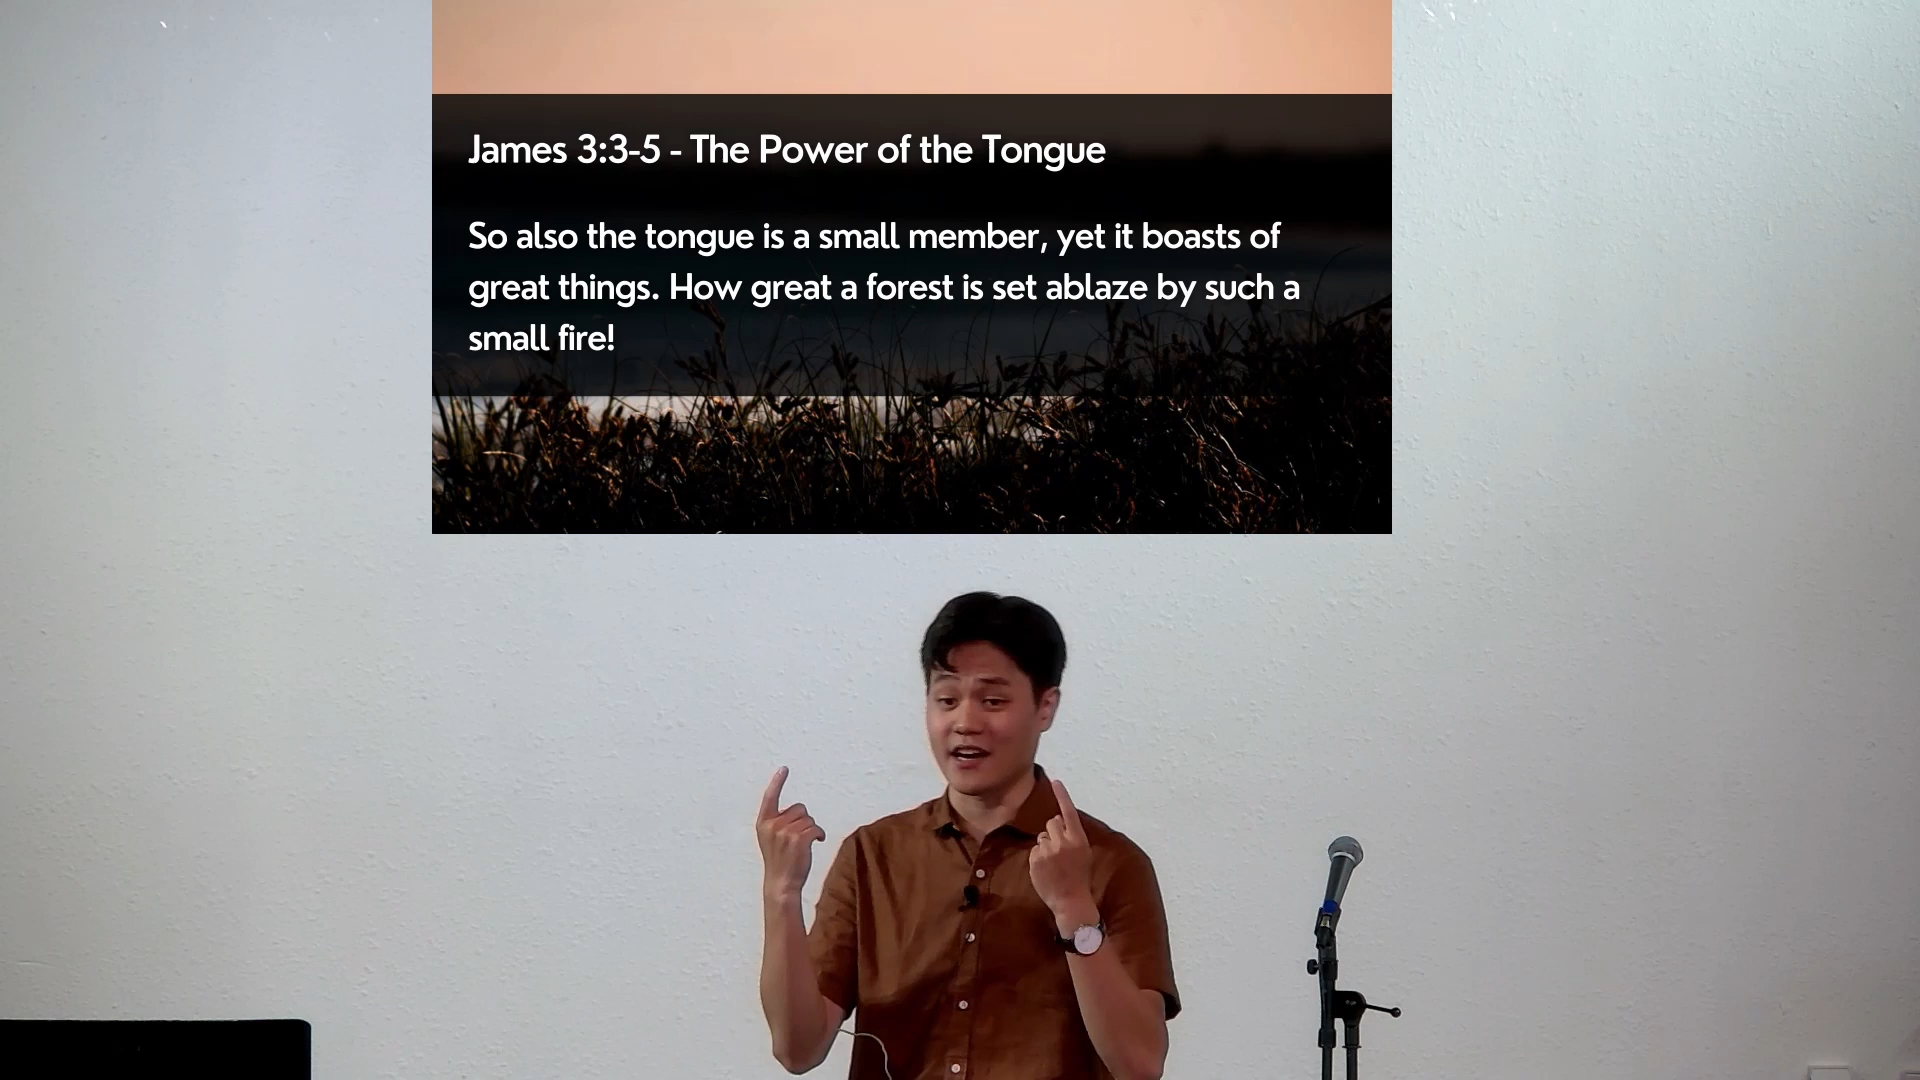 James 3:3-5 - The Power of the Tongue
So also the tongue is a small member, yet it boasts of
great things. How great a forest is set ablaze by such a
small fire!